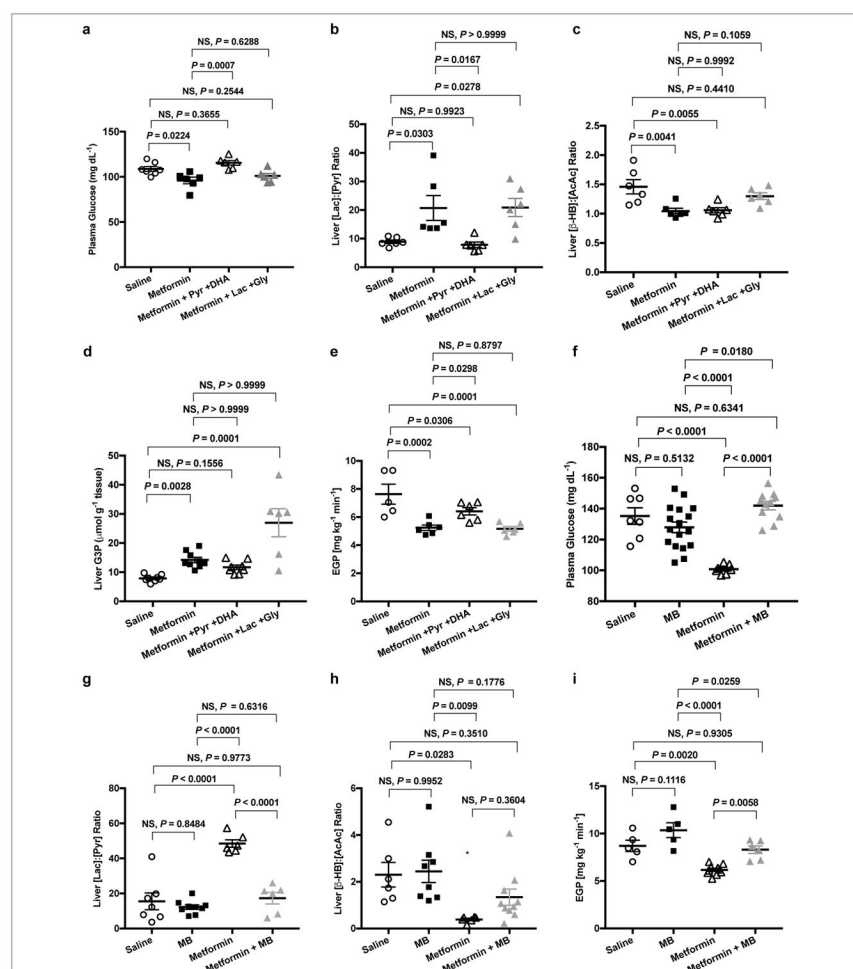 a
NS, P = 0.6288
P = 0.0007
NS, P = 0.2544
NS, P = 0.3655
P = 0.0224
Plasma Glucose (mg dL⁻¹)
150
100
50
0
Saline
Metformin
Metformin + Pyr +DHA
Metformin + Lac +Gly
b
NS, P > 0.9999
P = 0.0167
P = 0.0278
NS, P = 0.9923
P = 0.0303
Liver [Lac]:[Pyr] Ratio
50
40
30
20
10
0
Saline
Metformin
Metformin +Pyr +DHA
Metformin +Lac +Gly
c
NS, P = 0.1059
NS, P = 0.9992
NS, P = 0.4410
P = 0.0055
P = 0.0041
Liver [β-HB]:[AcAc] Ratio
2.5
2.0
1.5
1.0
0.5
0.0
Saline
Metformin
Metformin +Pyr +DHA
Metformin +Lac +Gly
d
NS, P > 0.9999
NS, P > 0.9999
P = 0.0001
NS, P = 0.1556
P = 0.0028
Liver G3P (μmol g⁻¹ tissue)
50
40
30
20
10
0
Saline
Metformin
Metformin +Pyr +DHA
Metformin +Lac +Gly
e
NS, P = 0.8797
P = 0.0298
P = 0.0001
P = 0.0306
P = 0.0002
EGP [mg kg⁻¹ min⁻¹]
10
8
6
4
2
0
Saline
Metformin
Metformin +Pyr +DHA
Metformin +Lac +Gly
f
P = 0.0180
P < 0.0001
NS, P = 0.6341
P < 0.0001
NS, P = 0.5132
P < 0.0001
Plasma Glucose (mg dL⁻¹)
180
160
140
120
100
80
Saline
MB
Metformin
Metformin + MB
g
NS, P = 0.6316
P < 0.0001
NS, P = 0.9773
P < 0.0001
NS, P = 0.8484
P < 0.0001
Liver [Lac]:[Pyr] Ratio
80
60
40
20
0
Saline
MB
Metformin
Metformin + MB
h
NS, P = 0.1776
P = 0.0099
NS, P = 0.3510
P = 0.0283
NS, P = 0.9952
NS, P = 0.3604
*
Liver [β-HB]:[AcAc] Ratio
6
4
2
0
Saline
MB
Metformin
Metformin + MB
i
P = 0.0259
P < 0.0001
NS, P = 0.9305
P = 0.0020
NS, P = 0.1116
P = 0.0058
EGP [mg kg⁻¹ min⁻¹]
15
10
5
0
Saline
MB
Metformin
Metformin + MB